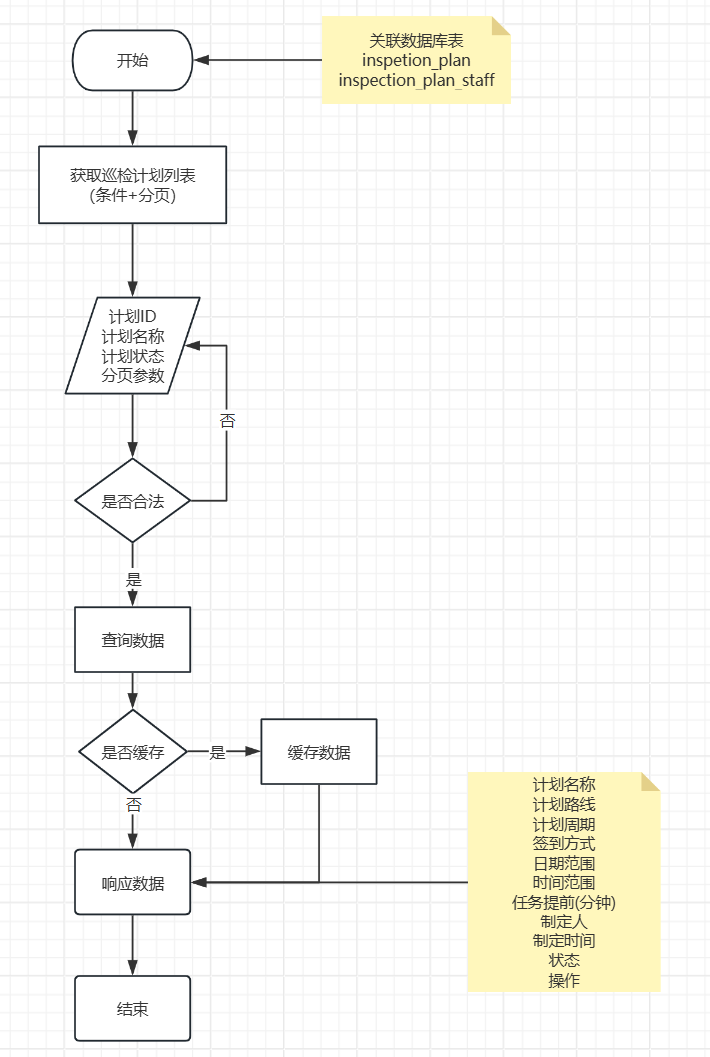 开始
关联数据库表
inspetion_plan
inspection_plan_staff
获取巡检计划列表
(条件+分页)
计划ID
计划名称
计划状态
分页参数
否
是否合法
是
查询数据
是否缓存
是
缓存数据
否
响应数据
计划名称
计划路线
计划周期
签到方式
日期范围
时间范围
任务提前(分钟)
制定人
制定时间
状态
操作
结束